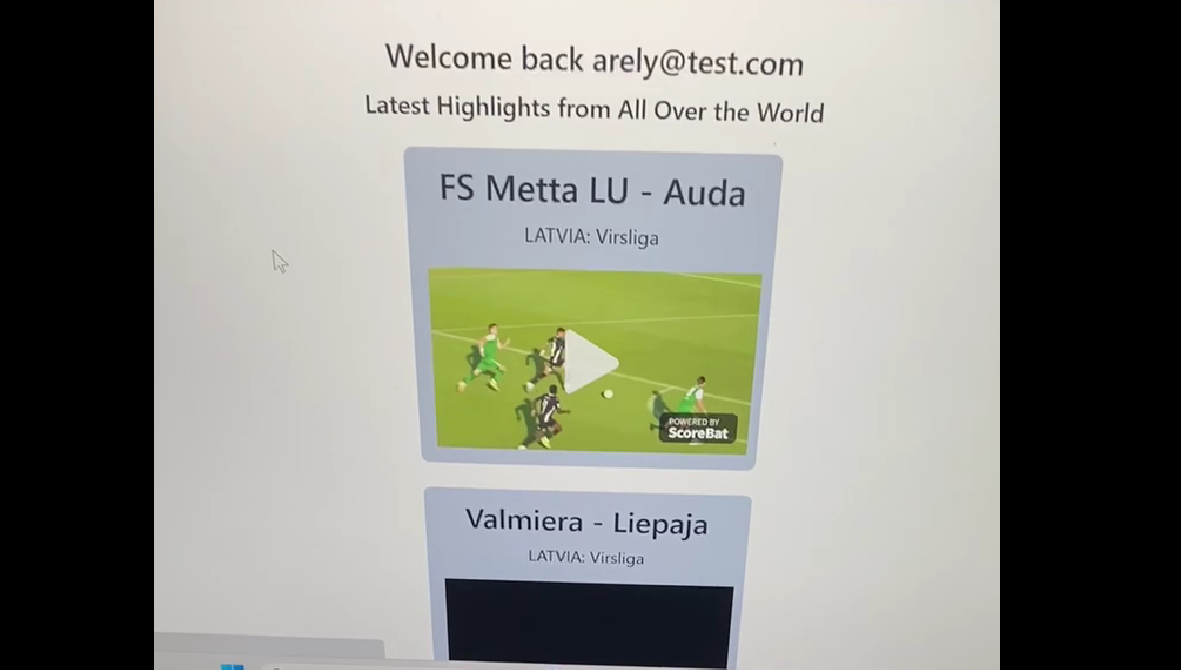 Welcome back arely@test.com
Latest Highlights from All Over the World
FS Metta LU - Auda
LATVIA: Virsliga
POWERED BY
ScoreBat
Valmiera - Liepaja
LATVIA: Virsliga